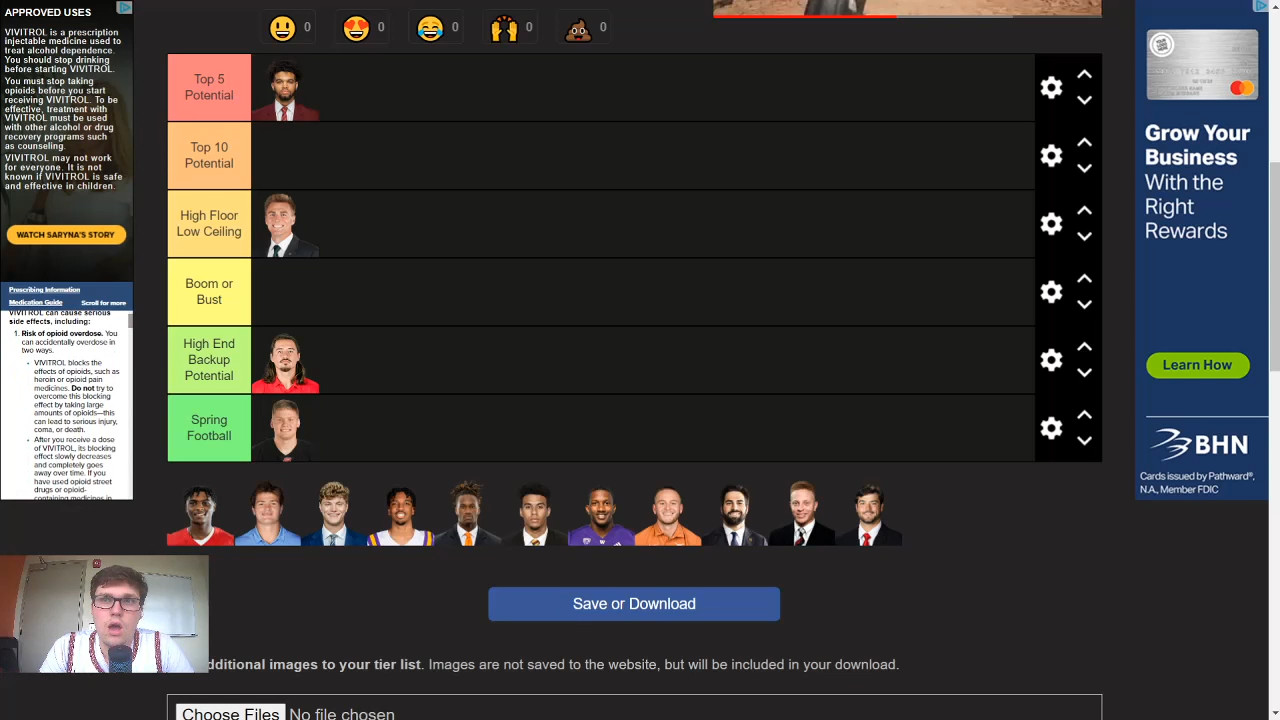 APPROVED USES
VIVITROL is a prescription
injectable medicine used to
treat alcohol dependence.
You should stop drinking
before starting VIVITROL.
You must stop taking
opioids before you start
receiving VIVITROL. To be
effective, treatment with
VIVITROL must be used
with other alcohol or drug
recovery programs such
as counseling.
VIVITROL may not work
for everyone. It is not
known if VIVITROL is safe
and effective in children.
WATCH SARYNA'S STORY
Prescribing Information
Medication Guide Scroll for more
VIVITROL can cause serious
side effects, including:
1. Risk of opioid overdose. You
can accidentally overdose in
two ways.
• VIVITROL blocks the
effects of opioids, such as
heroin or opioid pain
medicines. Do not try to
overcome this blocking
effect by taking large
amounts of opioids—this
can lead to serious injury,
coma, or death.
• After you receive a dose
of VIVITROL, its blocking
effect slowly decreases
and completely goes
away over time. If you
have used opioid street
drugs or opioid-
containing medicines in
0 0 0 0 0
Top 5
Potential
Top 10
Potential
High Floor
Low Ceiling
Boom or
Bust
High End
Backup
Potential
Spring
Football
Save or Download
dditional images to your tier list. Images are not saved to the website, but will be included in your download.
Choose Files No file chosen
Grow Your
Business
With the
Right
Rewards
Learn How
BHN
Cards issued by Pathward®,
N.A., Member FDIC